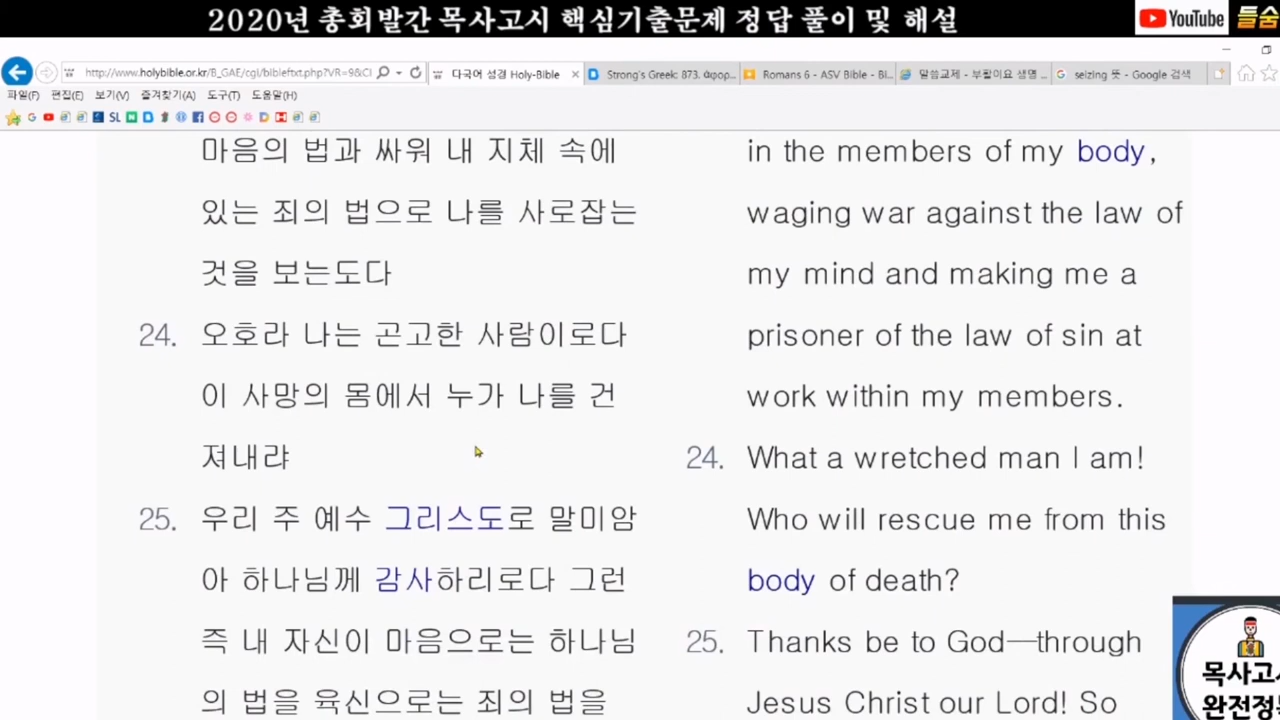 2020년 총회발간 목사고시 핵심기출문제 정답 풀이 및 해설
YouTube
들숨
http://www.holybible.or.kr/B_GAE/cgi/bibleftxt.php?VR=9&CI
다국어 성경 Holy-Bible
Strong's Greek: 873. Φφορ...
Romans 6 - ASV Bible - Bl...
말씀교제 - 부활이요 생명 ...
seizing 뜻 - Google 검색
파일(F) 편집(E) 보기(V) 즐겨찾기(A) 도구(T) 도움말(H)
마음의 법과 싸워 내 지체 속에
있는 죄의 법으로 나를 사로잡는
것을 보는도다
24. 오호라 나는 곤고한 사람이로다
이 사망의 몸에서 누가 나를 건
져내랴
25. 우리 주 예수 그리스도로 말미암
아 하나님께 감사하리로다 그런
즉 내 자신이 마음으로는 하나님
의 법을 육신으로는 죄의 법을
in the members of my body,
waging war against the law of
my mind and making me a
prisoner of the law of sin at
work within my members.
24. What a wretched man I am!
Who will rescue me from this
body of death?
25. Thanks be to God—through
Jesus Christ our Lord! So
목사고시
완전정복